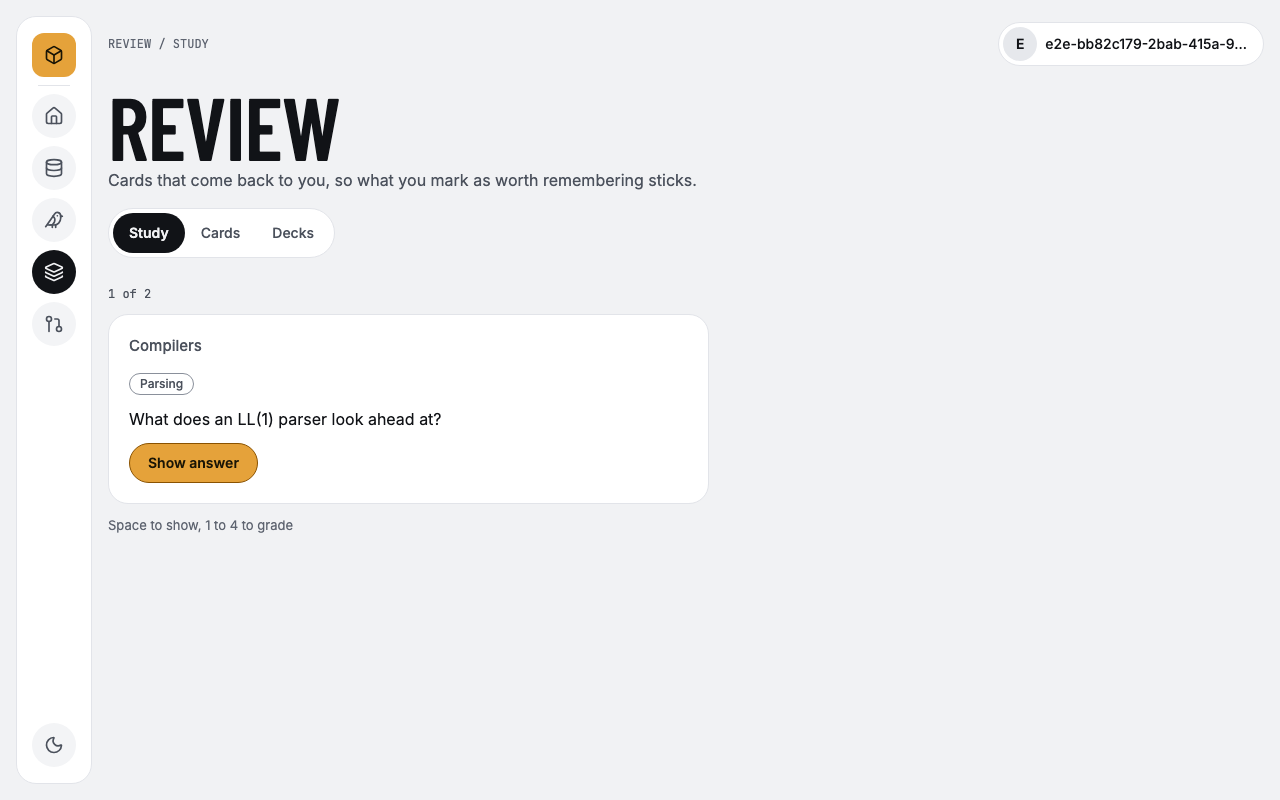 REVIEW / STUDY
E e2e-bb82c179-2bab-415a-9...
REVIEW
Cards that come back to you, so what you mark as worth remembering sticks.
Study Cards Decks
1 of 2
Compilers
Parsing
What does an LL(1) parser look ahead at?
Show answer
Space to show, 1 to 4 to grade